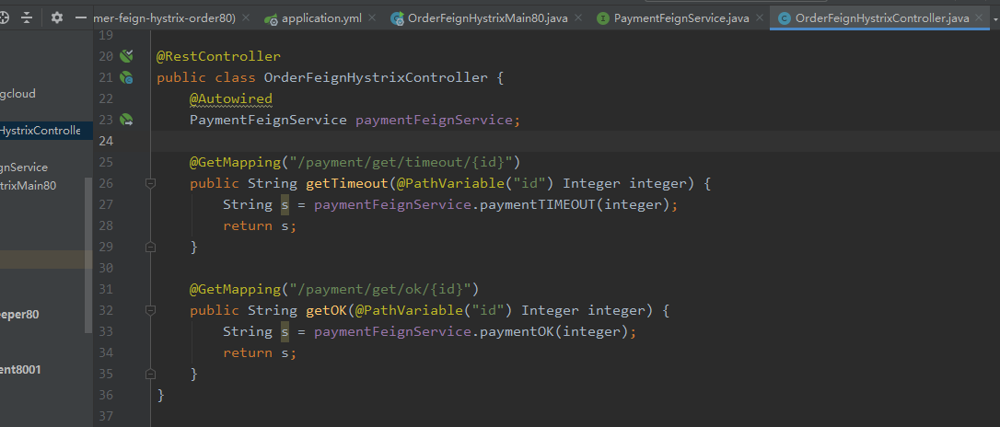 mer-feign-hystrix-order80) application.yml OrderFeignHystrixMain80.java PaymentFeignService.java OrderFeignHystrixController.java
19
20 @RestController
21 public class OrderFeignHystrixController {
gcloud
22 @Autowired
23 PaymentFeignService paymentFeignService;
HystrixControlle
24
25 @GetMapping("/payment/get/timeout/{id}")
gnService
26 public String getTimeout(@PathVariable("id") Integer integer) {
trixMain80
27 String s = paymentFeignService.paymentTIMEOUT(integer);
28 return s;
29 }
30
31 @GetMapping("/payment/get/ok/{id}")
32 public String getOK(@PathVariable("id") Integer integer) {
eeper80
33 String s = paymentFeignService.paymentOK(integer);
34 return s;
ent8001
35 }
36 }
37